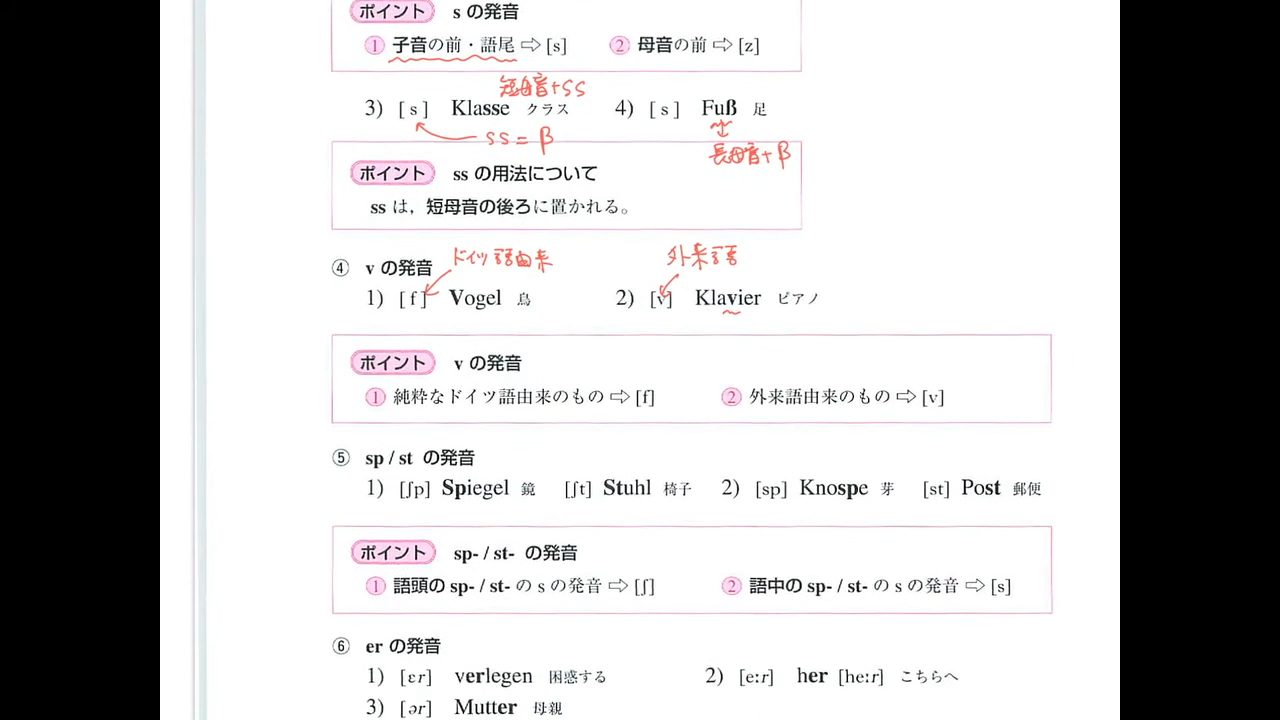 ポイント s の発音
① 子音の前・語尾 ⇨ [s] ② 母音の前 ⇨ [z]
短母音+ss
3) [ s ] Klasse クラス 4) [ s ] Fuß 足
ss = β
長母音+β
ポイント ss の用法について
ss は，短母音の後ろに置かれる。
ドイツ語由来 外来語
④ v の発音
1) [ f ] Vogel 鳥 2) [v] Klavier ピアノ
ポイント v の発音
① 純粋なドイツ語由来のもの ⇨ [f] ② 外来語由来のもの ⇨ [v]
⑤ sp / st の発音
1) [ʃp] Spiegel 鏡 [ʃt] Stuhl 椅子 2) [sp] Knospe 芽 [st] Post 郵便
ポイント sp- / st- の発音
① 語頭の sp- / st- の s の発音 ⇨ [ʃ] ② 語中の sp- / st- の s の発音 ⇨ [s]
⑥ er の発音
1) [ɛr] verlegen 困惑する 2) [eːr] her [heːr] こちらへ
3) [ər] Mutter 母親